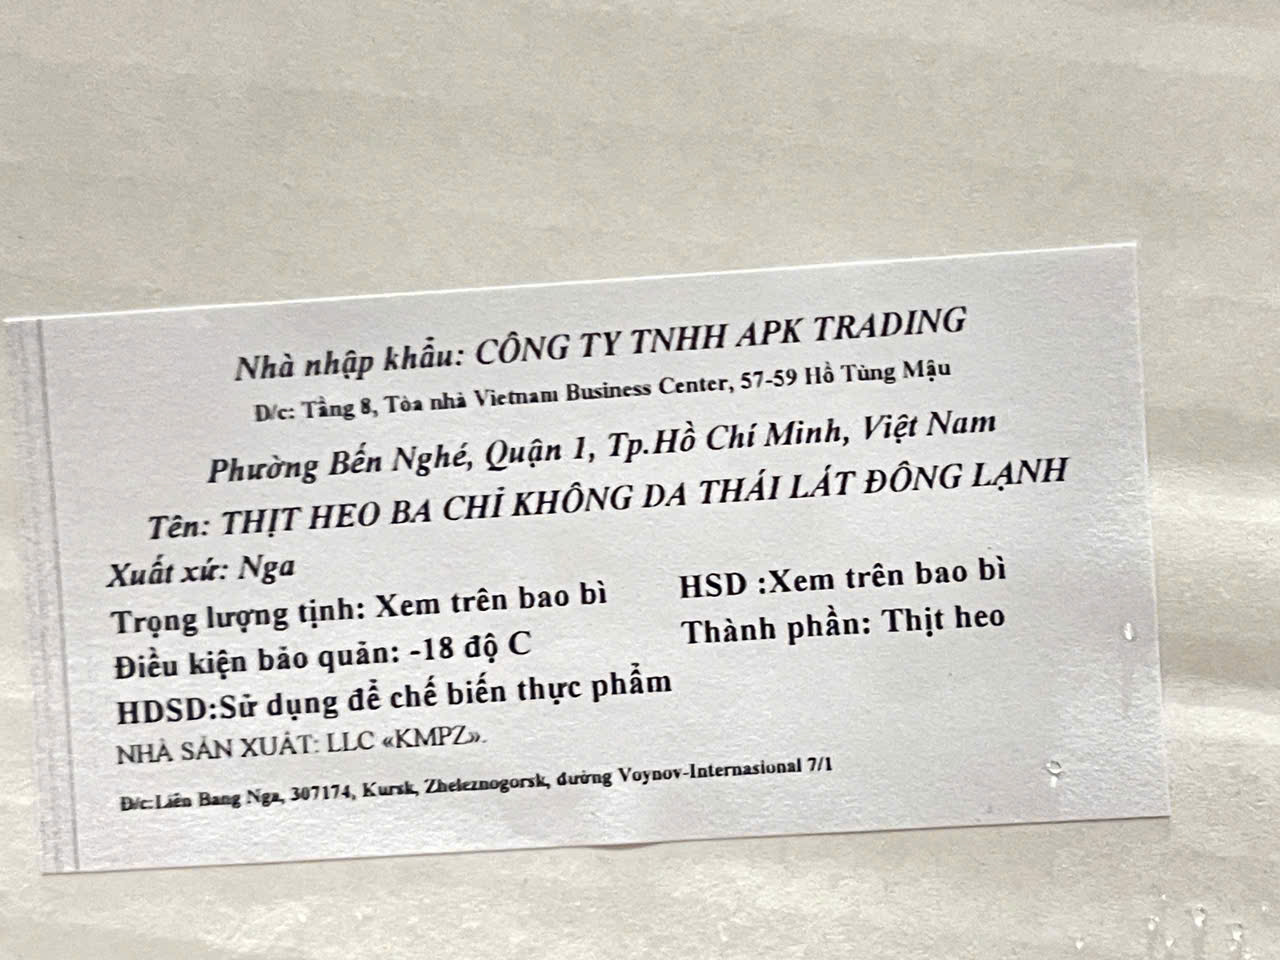 Nhà nhập khẩu: CÔNG TY TNHH APK TRADING
Đ/c: Tầng 8, Tòa nhà Vietnam Business Center, 57-59 Hồ Tùng Mậu
Phường Bến Nghé, Quận 1, Tp.Hồ Chí Minh, Việt Nam
Tên: THỊT HEO BA CHỈ KHÔNG DA THÁI LÁT ĐÔNG LẠNH
Xuất xứ: Nga
Trọng lượng tịnh: Xem trên bao bì HSD :Xem trên bao bì
Điều kiện bảo quản: -18 độ C Thành phần: Thịt heo
HDSD:Sử dụng để chế biến thực phẩm
NHÀ SẢN XUẤT: LLC «KMPZ».
Đ/c:Liên Bang Nga, 307174, Kursk, Zheleznogorsk, đường Voynov-Internasional 7/1